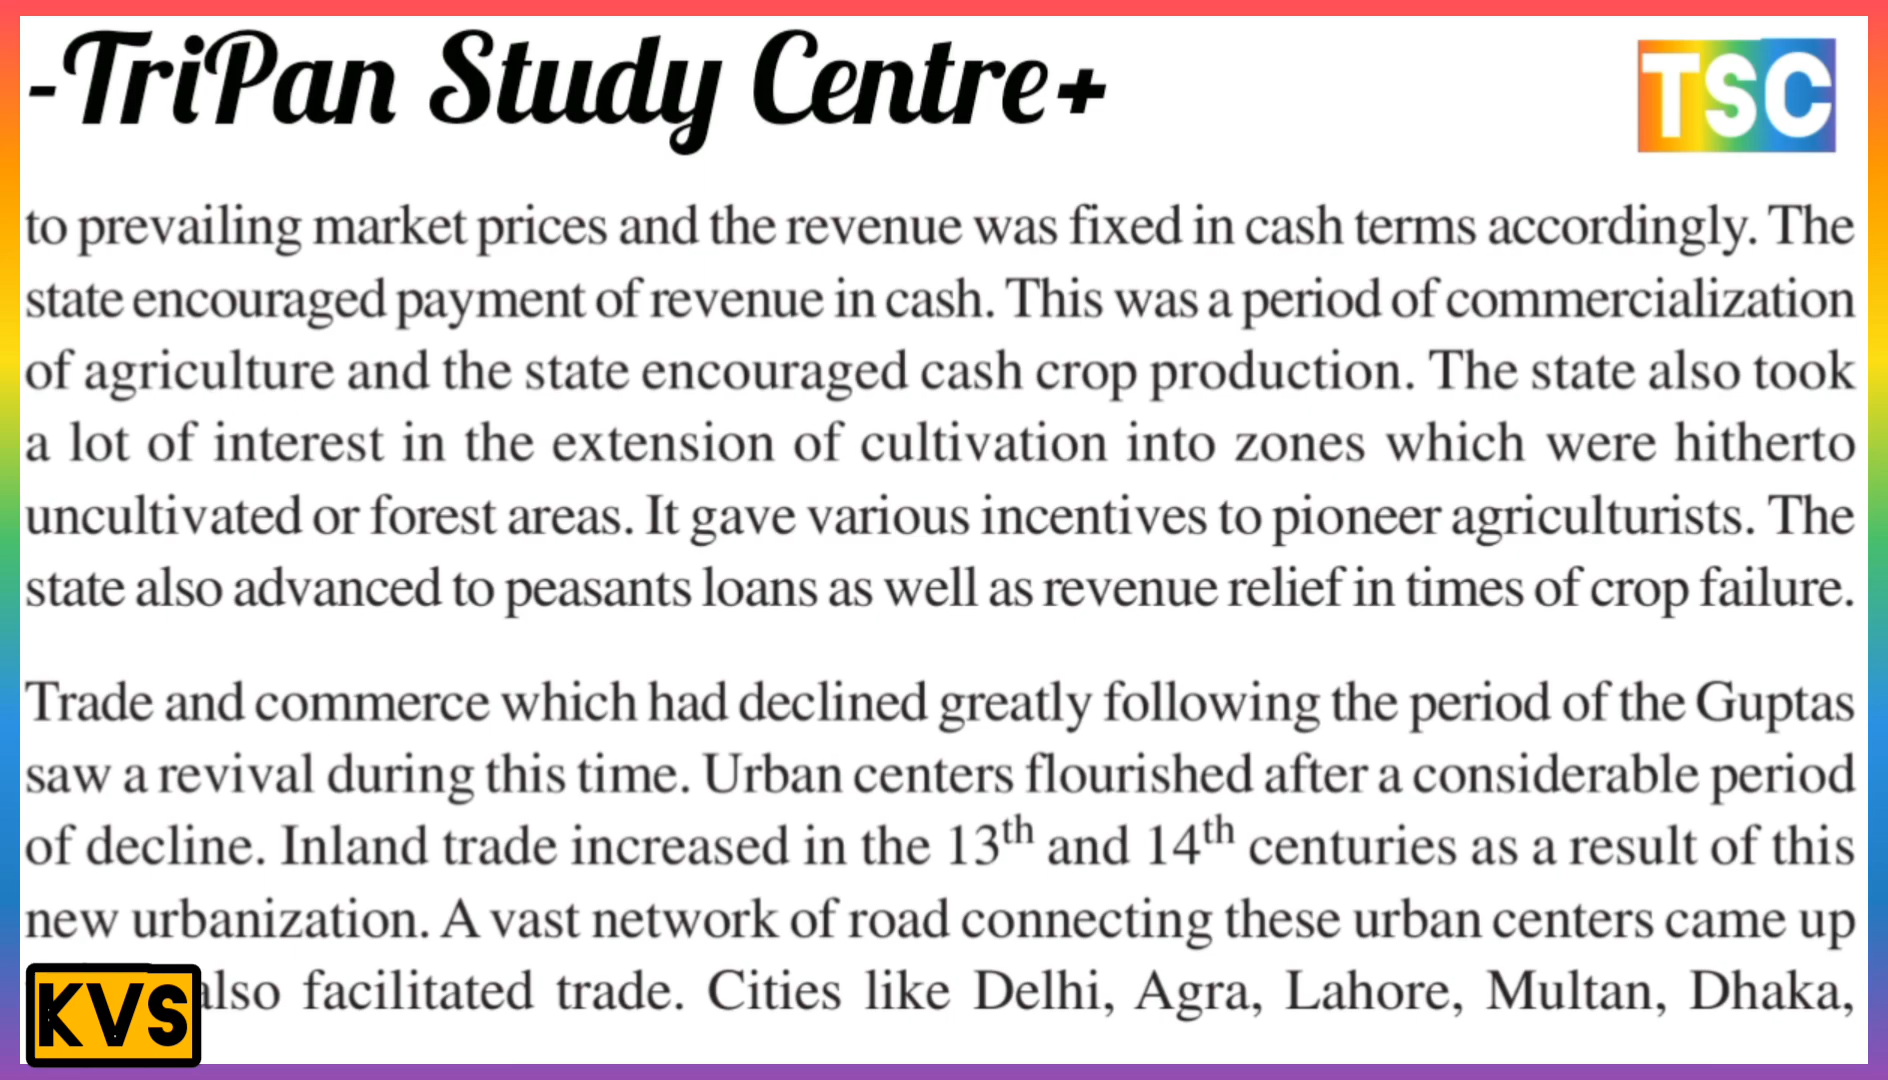 -TriPan Study Centre+
TSC
to prevailing market prices and the revenue was fixed in cash terms accordingly. The
state encouraged payment of revenue in cash. This was a period of commercialization
of agriculture and the state encouraged cash crop production. The state also took
a lot of interest in the extension of cultivation into zones which were hitherto
uncultivated or forest areas. It gave various incentives to pioneer agriculturists. The
state also advanced to peasants loans as well as revenue relief in times of crop failure.
Trade and commerce which had declined greatly following the period of the Guptas
saw a revival during this time. Urban centers flourished after a considerable period
of decline. Inland trade increased in the 13th and 14th centuries as a result of this
new urbanization. A vast network of road connecting these urban centers came up
also facilitated trade. Cities like Delhi, Agra, Lahore, Multan, Dhaka,
KVS